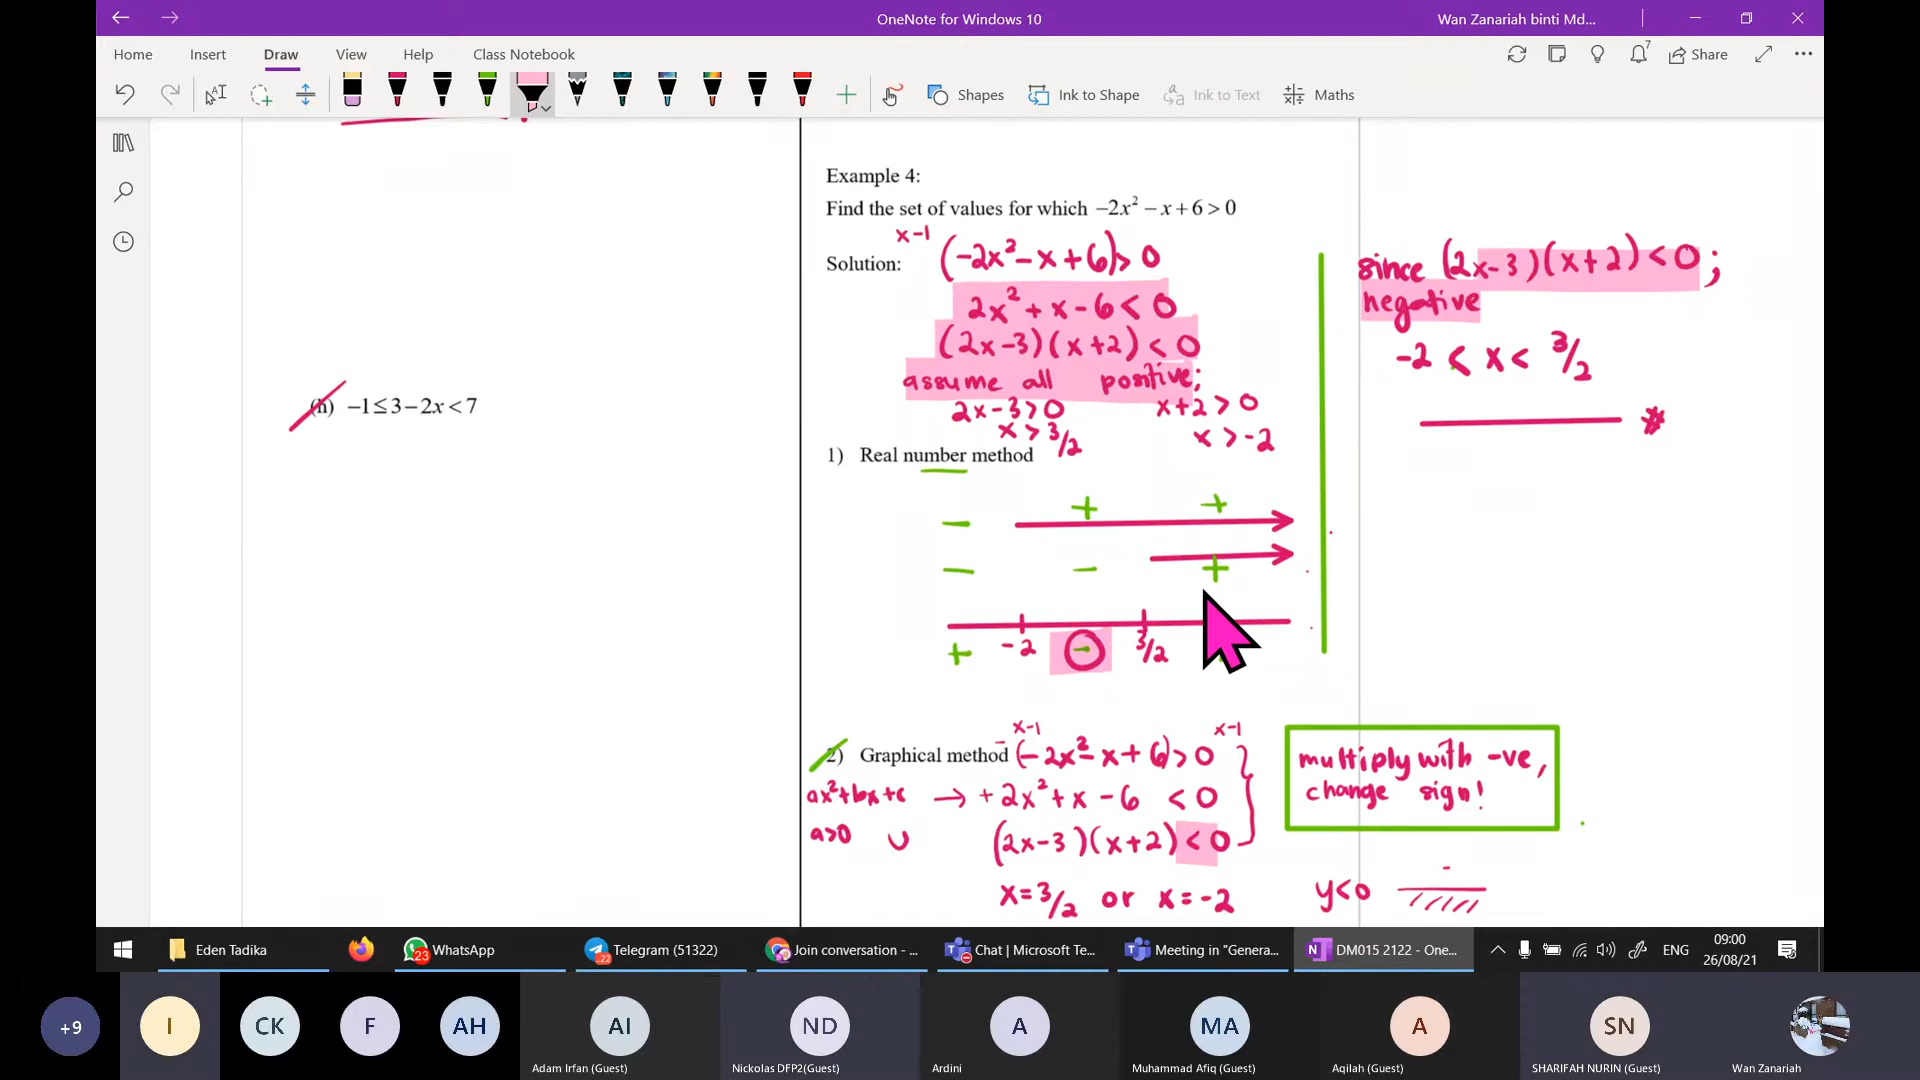 OneNote for Windows 10
Wan Zanariah binti Md...
Home Insert Draw View Help Class Notebook
7
Share
Shapes Ink to Shape Ink to Text Maths
Example 4:
Find the set of values for which −2x² − x + 6 > 0
x-1
Solution: (-2x²-x+6)> 0
2x²+x-6< 0
(2x-3)(x+2) < 0
assume all positive;
2x-3>0 x+2 > 0
x > 3/2 x > -2
since (2x-3)(x+2) < 0 ;
negative
-2 < x < 3/2
*
(h) −1 ≤ 3 − 2x < 7
1) Real number method
- + +
- - +
+ -2 - 3/2
x-1 x-1
2) Graphical method (-2x²-x+6)> 0
ax²+bx+c → +2x²+x-6 < 0
a>0 U (2x-3)(x+2) < 0
x = 3/2 or x = -2
multiply with -ve,
change sign!
y<0 -
Eden Tadika
23 WhatsApp
22 Telegram (51322)
Join conversation - ...
Chat | Microsoft Te...
Meeting in "Genera...
DM015 2122 - One...
ENG
09:00
26/08/21
+9 I CK F AH AI ND A MA A SN
Adam Irfan (Guest) Nickolas DFP2(Guest) Ardini Muhammad Afiq (Guest) Aqilah (Guest) SHARIFAH NURIN (Guest) Wan Zanariah